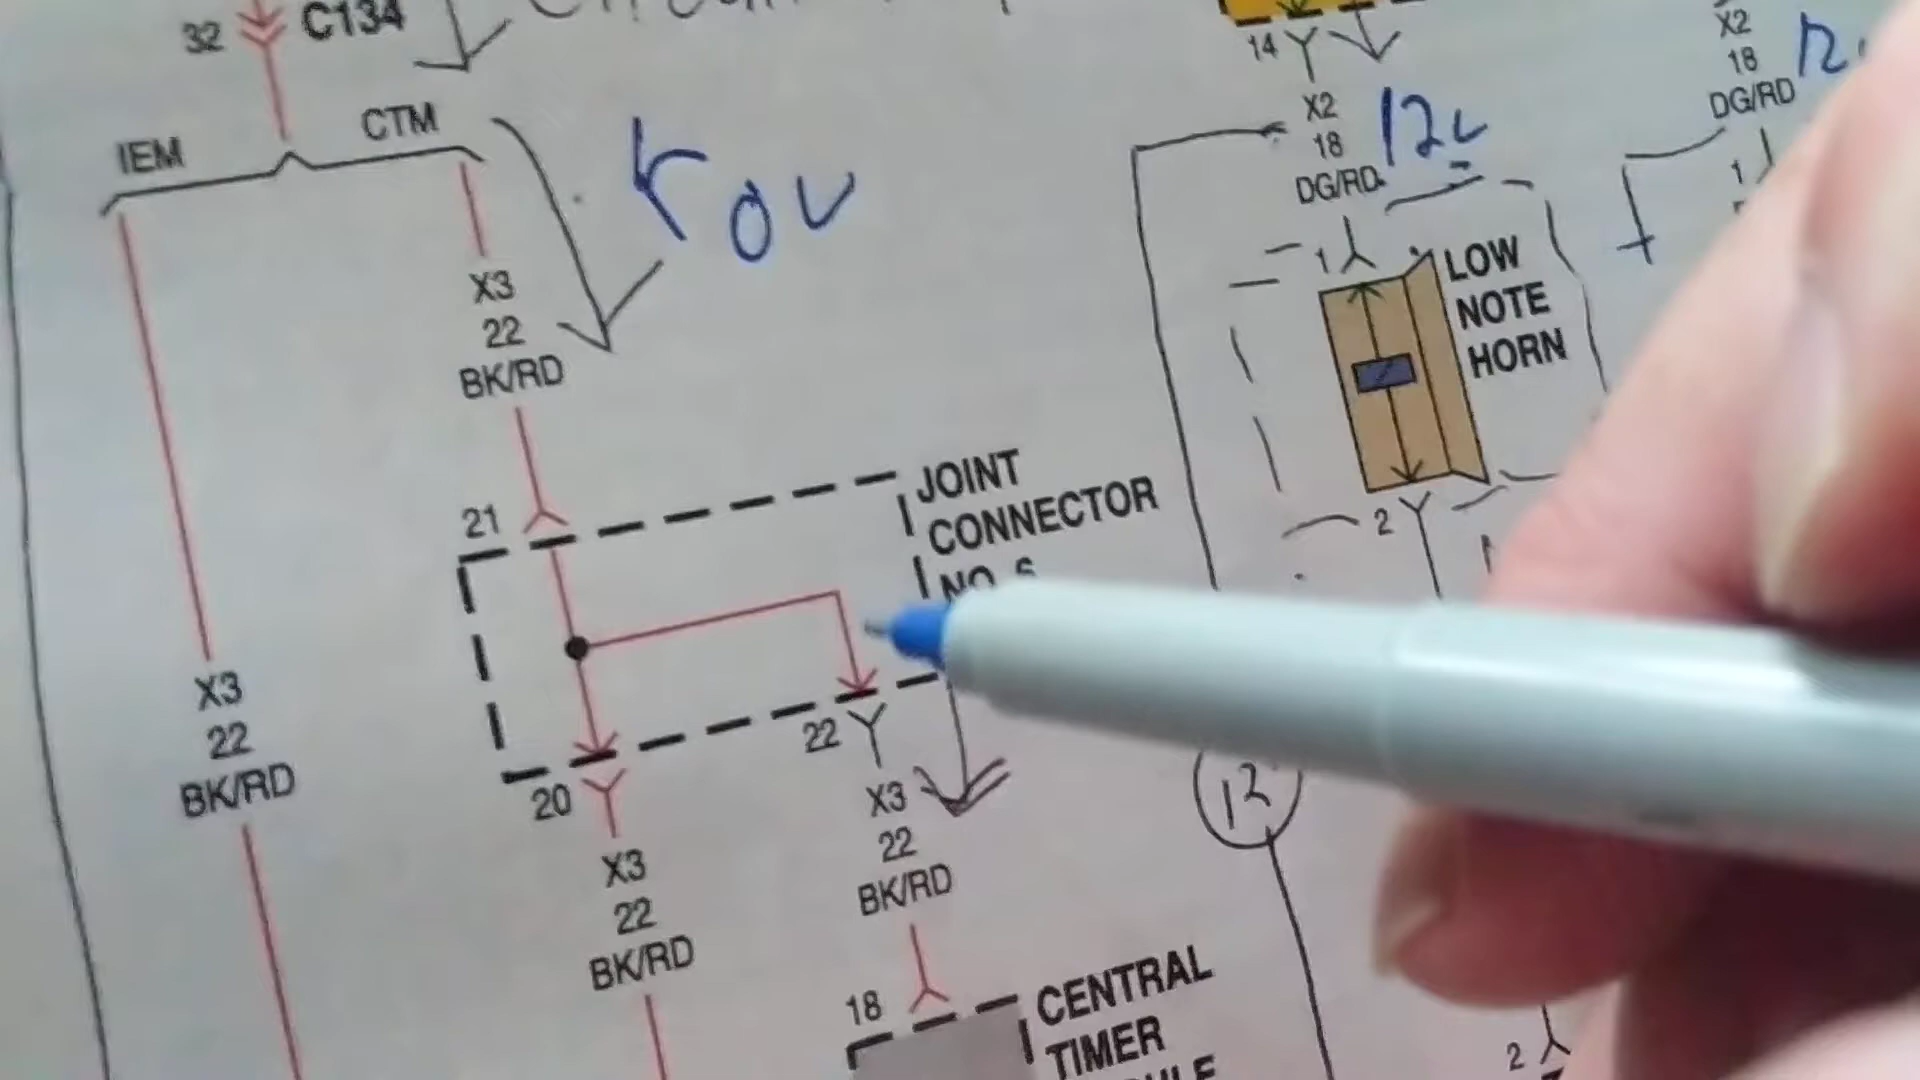 32 C134
IEM
CTM
0V
X3
22
BK/RD
21
JOINT
CONNECTOR
X3
22
BK/RD
20
22
X3
22
BK/RD
X3
22
BK/RD
18
CENTRAL
TIMER
14
X2
18
DG/RD
12v
1
LOW
NOTE
HORN
2
12
X2
18
DG/RD
1
2